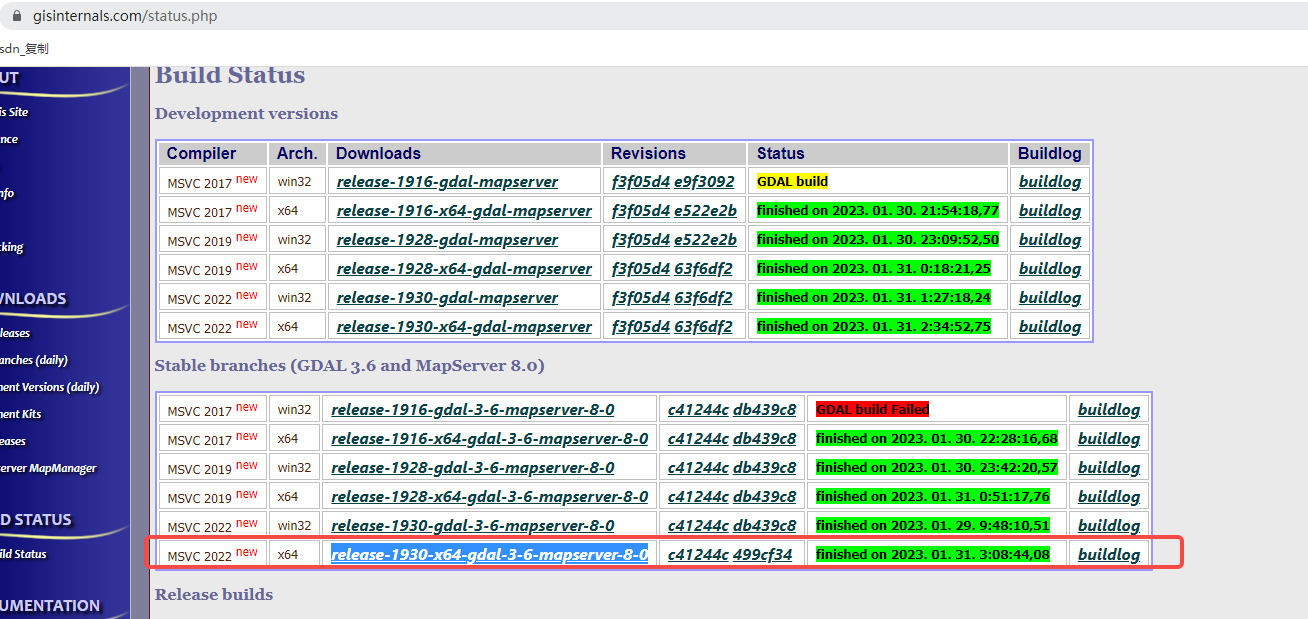 gisinternals.com/status.php
sdn_复制
UT
is Site
nce
nfo
king
NLOADS
leases
anches (daily)
ent Versions (daily)
ent Kits
eases
erver MapManager
D STATUS
ild Status
UMENTATION
Build Status
Development versions
Compiler Arch. Downloads Revisions Status Buildlog
MSVC 2017 new win32 release-1916-gdal-mapserver f3f05d4 e9f3092 GDAL build buildlog
MSVC 2017 new x64 release-1916-x64-gdal-mapserver f3f05d4 e522e2b finished on 2023. 01. 30. 21:54:18,77 buildlog
MSVC 2019 new win32 release-1928-gdal-mapserver f3f05d4 e522e2b finished on 2023. 01. 30. 23:09:52,50 buildlog
MSVC 2019 new x64 release-1928-x64-gdal-mapserver f3f05d4 63f6df2 finished on 2023. 01. 31. 0:18:21,25 buildlog
MSVC 2022 new win32 release-1930-gdal-mapserver f3f05d4 63f6df2 finished on 2023. 01. 31. 1:27:18,24 buildlog
MSVC 2022 new x64 release-1930-x64-gdal-mapserver f3f05d4 63f6df2 finished on 2023. 01. 31. 2:34:52,75 buildlog
Stable branches (GDAL 3.6 and MapServer 8.0)
MSVC 2017 new win32 release-1916-gdal-3-6-mapserver-8-0 c41244c db439c8 GDAL build Failed buildlog
MSVC 2017 new x64 release-1916-x64-gdal-3-6-mapserver-8-0 c41244c db439c8 finished on 2023. 01. 30. 22:28:16,68 buildlog
MSVC 2019 new win32 release-1928-gdal-3-6-mapserver-8-0 c41244c db439c8 finished on 2023. 01. 30. 23:42:20,57 buildlog
MSVC 2019 new x64 release-1928-x64-gdal-3-6-mapserver-8-0 c41244c db439c8 finished on 2023. 01. 31. 0:51:17,76 buildlog
MSVC 2022 new win32 release-1930-gdal-3-6-mapserver-8-0 c41244c db439c8 finished on 2023. 01. 29. 9:48:10,51 buildlog
MSVC 2022 new x64 release-1930-x64-gdal-3-6-mapserver-8-0 c41244c 499cf34 finished on 2023. 01. 31. 3:08:44,08 buildlog
Release builds